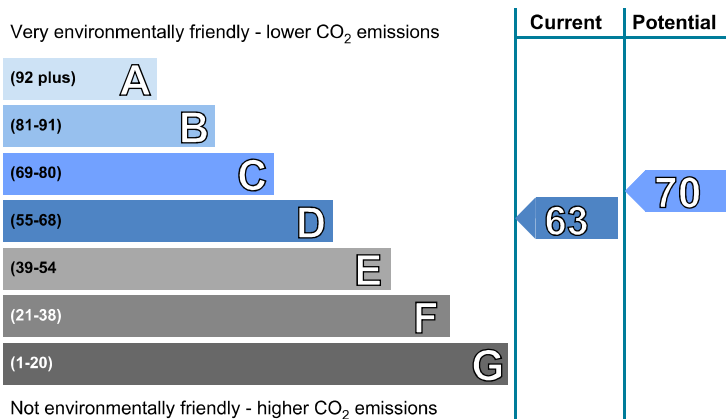 Very environmentally friendly - lower CO2 emissions
Current
Potential
(92 plus) A
(81-91) B
(69-80) C
(55-68) D
(39-54 E
(21-38) F
(1-20) G
63
70
Not environmentally friendly - higher CO2 emissions